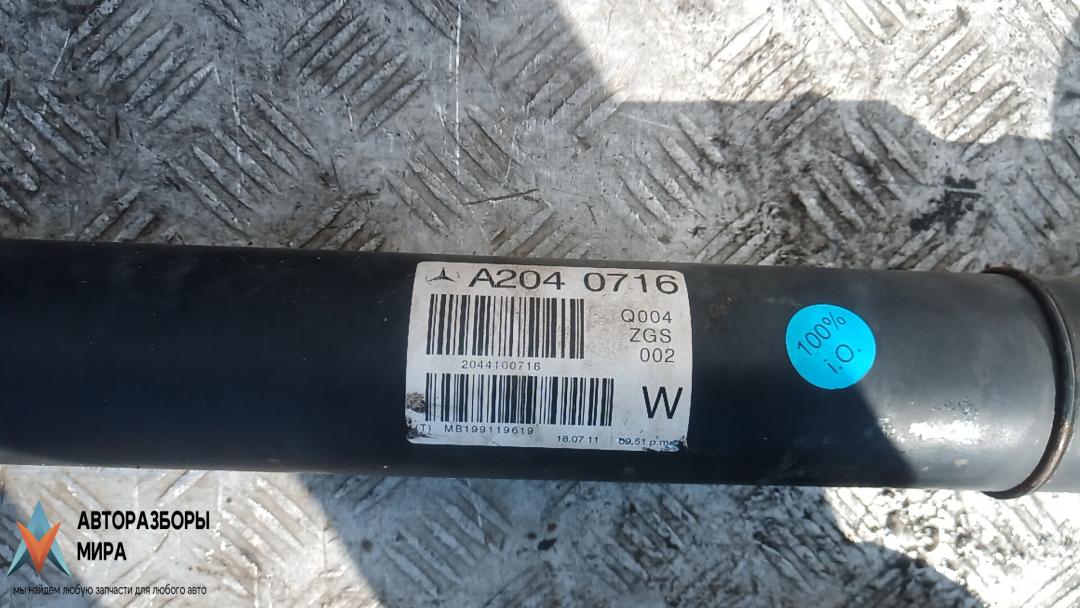 A204 0716
Q004
ZGS
002
2044100716
W
(T) MB199119619
18.07.11 09.51 p.m.
100%
i.O.
АВТОРАЗБОРЫ
МИРА
мы найдем любую запчасти для любого авто